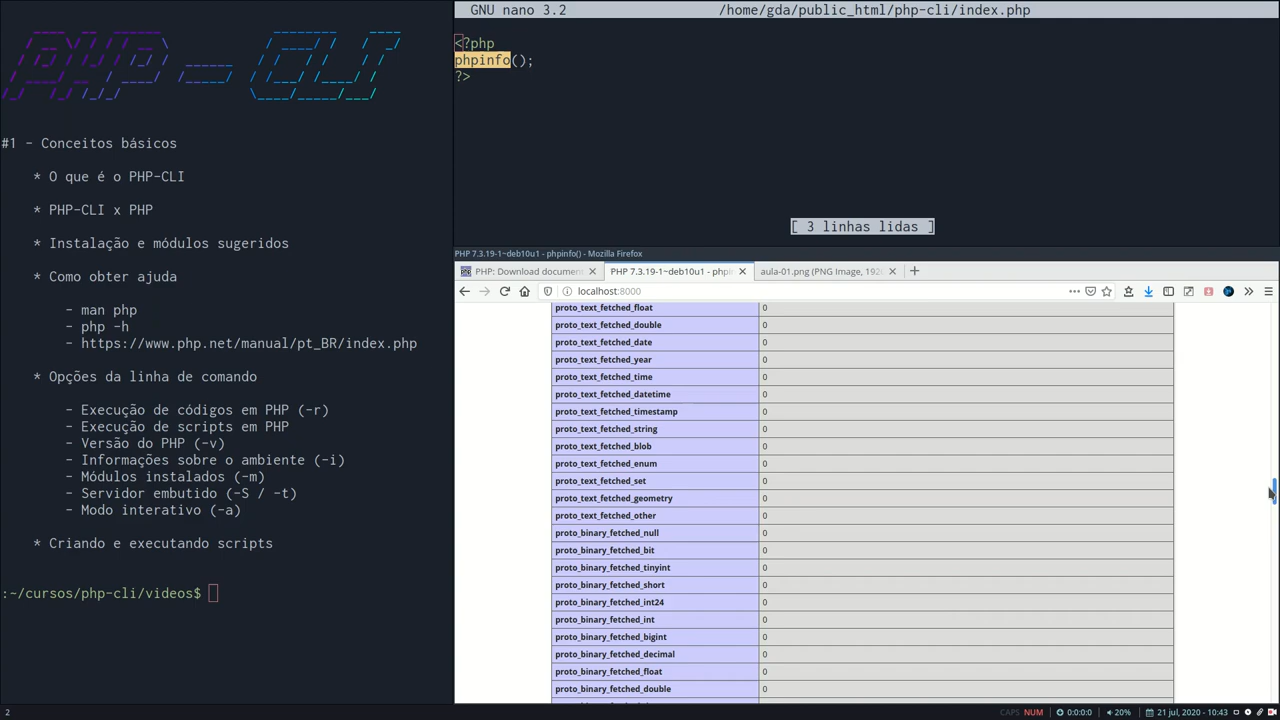 #1 - Conceitos básicos
* O que é o PHP-CLI
* PHP-CLI x PHP
* Instalação e módulos sugeridos
* Como obter ajuda
- man php
- php -h
- https://www.php.net/manual/pt_BR/index.php
* Opções da linha de comando
- Execução de códigos em PHP (-r)
- Execução de scripts em PHP
- Versão do PHP (-v)
- Informações sobre o ambiente (-i)
- Módulos instalados (-m)
- Servidor embutido (-S / -t)
- Modo interativo (-a)
* Criando e executando scripts
:~/cursos/php-cli/videos$
GNU nano 3.2 /home/gda/public_html/php-cli/index.php
<?php
phpinfo();
?>
[ 3 linhas lidas ]
PHP 7.3.19-1~deb10u1 - phpinfo() - Mozilla Firefox
PHP: Download documen PHP 7.3.19-1~deb10u1 - phpin aula-01.png (PNG Image, 192
localhost:8000
proto_text_fetched_float 0
proto_text_fetched_double 0
proto_text_fetched_date 0
proto_text_fetched_year 0
proto_text_fetched_time 0
proto_text_fetched_datetime 0
proto_text_fetched_timestamp 0
proto_text_fetched_string 0
proto_text_fetched_blob 0
proto_text_fetched_enum 0
proto_text_fetched_set 0
proto_text_fetched_geometry 0
proto_text_fetched_other 0
proto_binary_fetched_null 0
proto_binary_fetched_bit 0
proto_binary_fetched_tinyint 0
proto_binary_fetched_short 0
proto_binary_fetched_int24 0
proto_binary_fetched_int 0
proto_binary_fetched_bigint 0
proto_binary_fetched_decimal 0
proto_binary_fetched_float 0
proto_binary_fetched_double 0
2 CAPS NUM 0:0:0:0 20% 21 jul, 2020 - 10:43